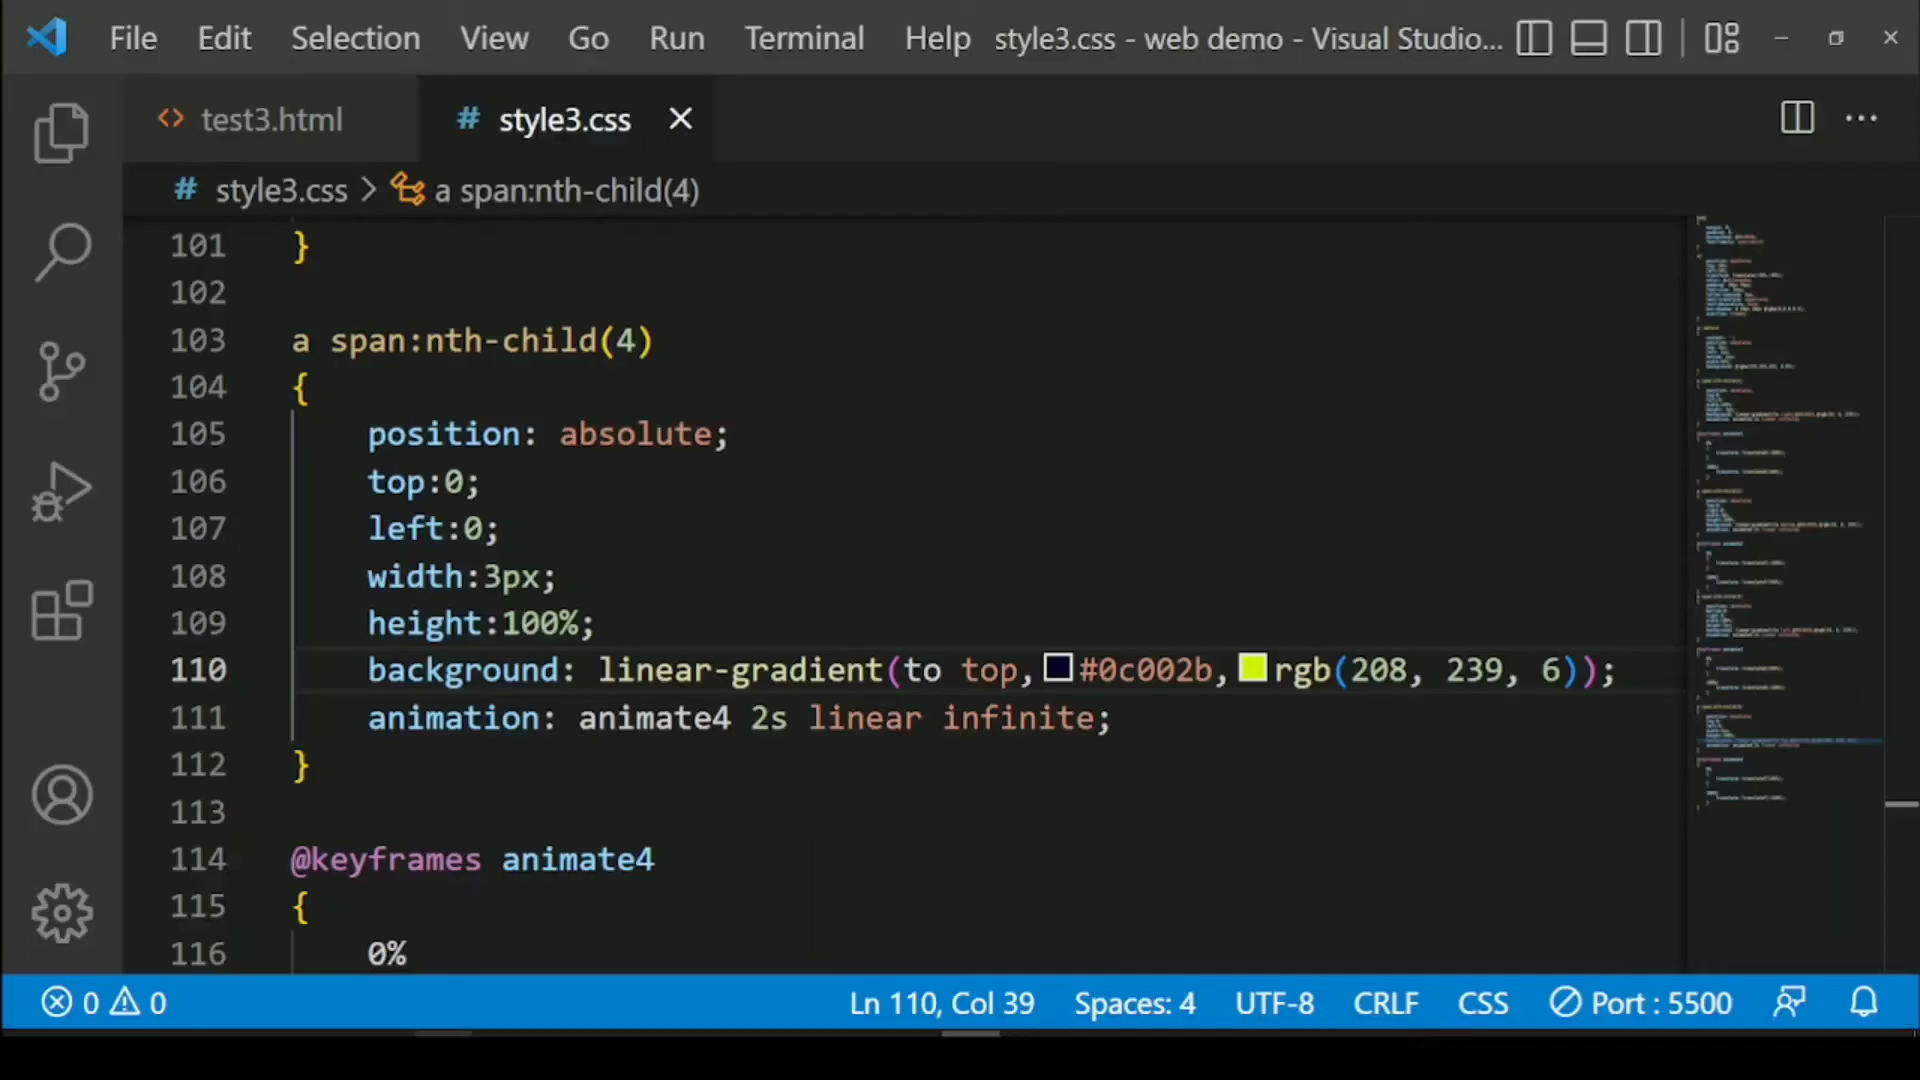 File Edit Selection View Go Run Terminal Help style3.css - web demo - Visual Studio...
<> test3.html # style3.css
# style3.css > a span:nth-child(4)
101 }
102
103 a span:nth-child(4)
104 {
105 position: absolute;
106 top:0;
107 left:0;
108 width:3px;
109 height:100%;
110 background: linear-gradient(to top,#0c002b,rgb(208, 239, 6));
111 animation: animate4 2s linear infinite;
112 }
113
114 @keyframes animate4
115 {
116 0%
0 0 Ln 110, Col 39 Spaces: 4 UTF-8 CRLF CSS Port : 5500